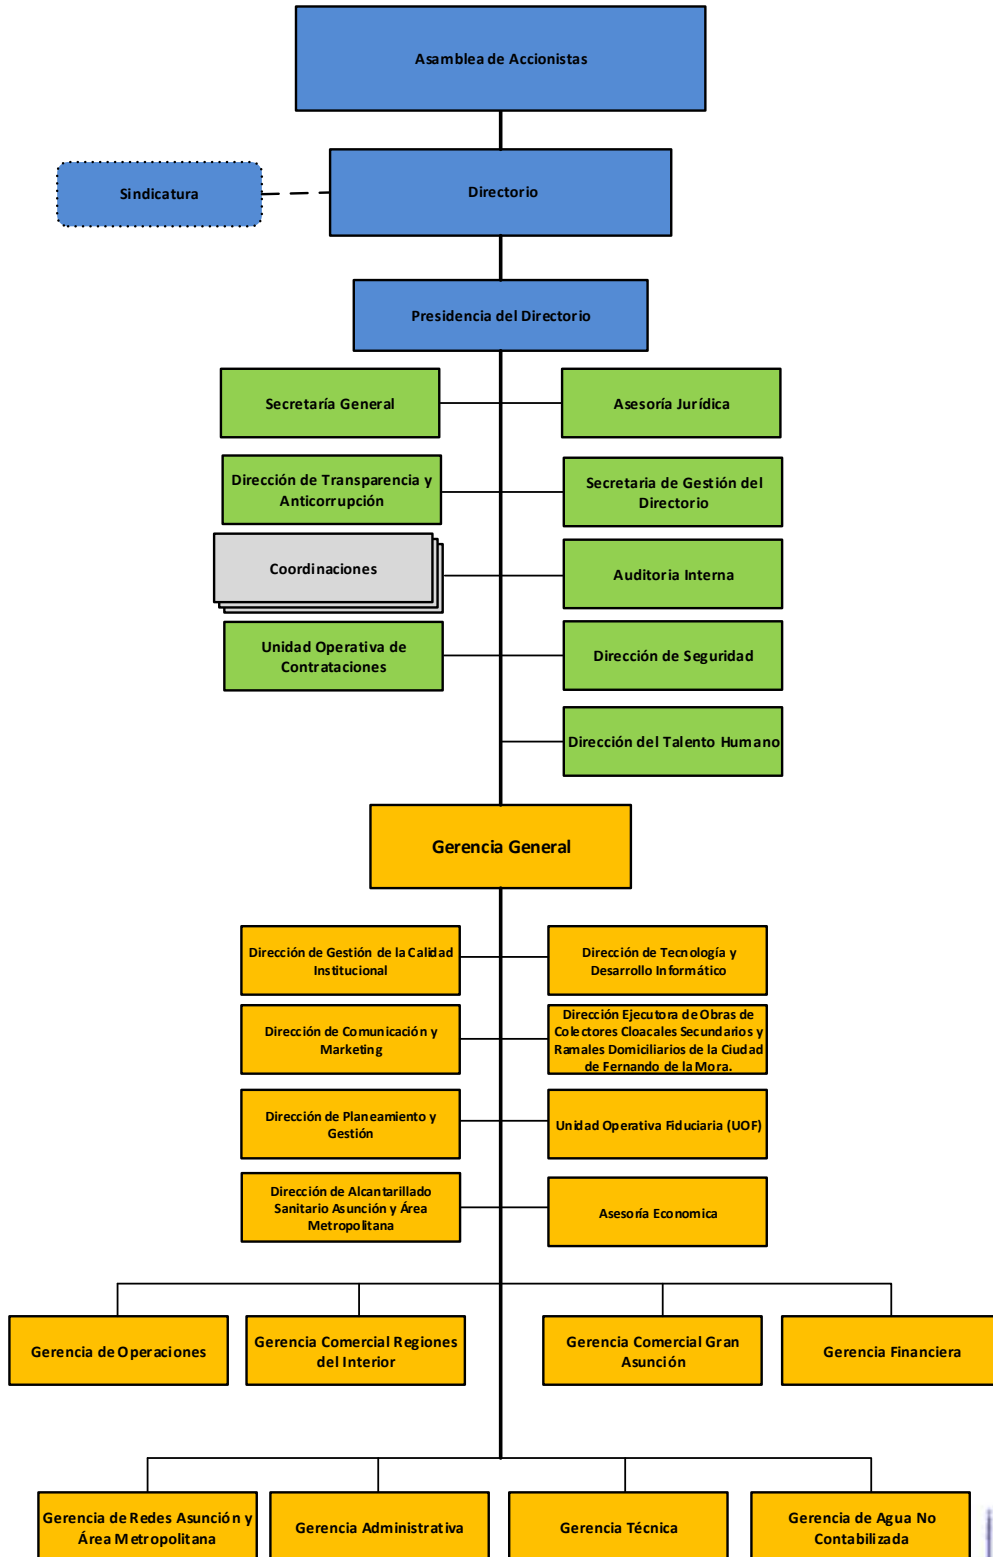 Asamblea de Accionistas
Sindicatura
Directorio
Presidencia del Directorio
Secretaría General
Asesoría Jurídica
Dirección de Transparencia y
Anticorrupción
Secretaria de Gestión del
Directorio
Coordinaciones
Auditoria Interna
Unidad Operativa de
Contrataciones
Dirección de Seguridad
Dirección del Talento Humano
Gerencia General
Dirección de Gestión de la Calidad
Institucional
Dirección de Tecnología y
Desarrollo Informático
Dirección de Comunicación y
Marketing
Dirección Ejecutora de Obras de
Colectores Cloacales Secundarios y
Ramales Domiciliarios de la Ciudad
de Fernando de la Mora.
Dirección de Planeamiento y
Gestión
Unidad Operativa Fiduciaria (UOF)
Dirección de Alcantarillado
Sanitario Asunción y Área
Metropolitana
Asesoría Economica
Gerencia de Operaciones
Gerencia Comercial Regiones
del Interior
Gerencia Comercial Gran
Asunción
Gerencia Financiera
Gerencia de Redes Asunción y
Área Metropolitana
Gerencia Administrativa
Gerencia Técnica
Gerencia de Agua No
Contabilizada